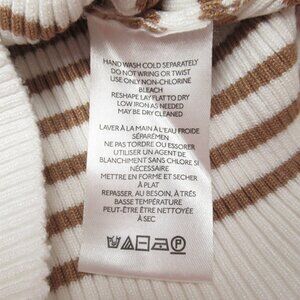 HAND WASH COLD SEPARATELY
DO NOT WRING OR TWIST
USE ONLY NON-CHLORINE
BLEACH
RESHAPE LAY FLAT TO DRY
LOW IRON AS NEEDED
MAY BE DRY CLEANED
LAVER À LA MAIN À L'EAU FROIDE
SÉPARÉMEN
NE PAS TORDRE OU ESSORER
UTILISER UN AGENT DE
BLANCHIMENT SANS CHLORE SI
NÉCESSAIRE
METTRE EN FORME ET SÉCHER
À PLAT
REPASSER, AU BESOIN, À TRÈS
BASSE TEMPÉRATURE
PEUT-ÊTRE ÊTRE NETTOYÉE
À SEC